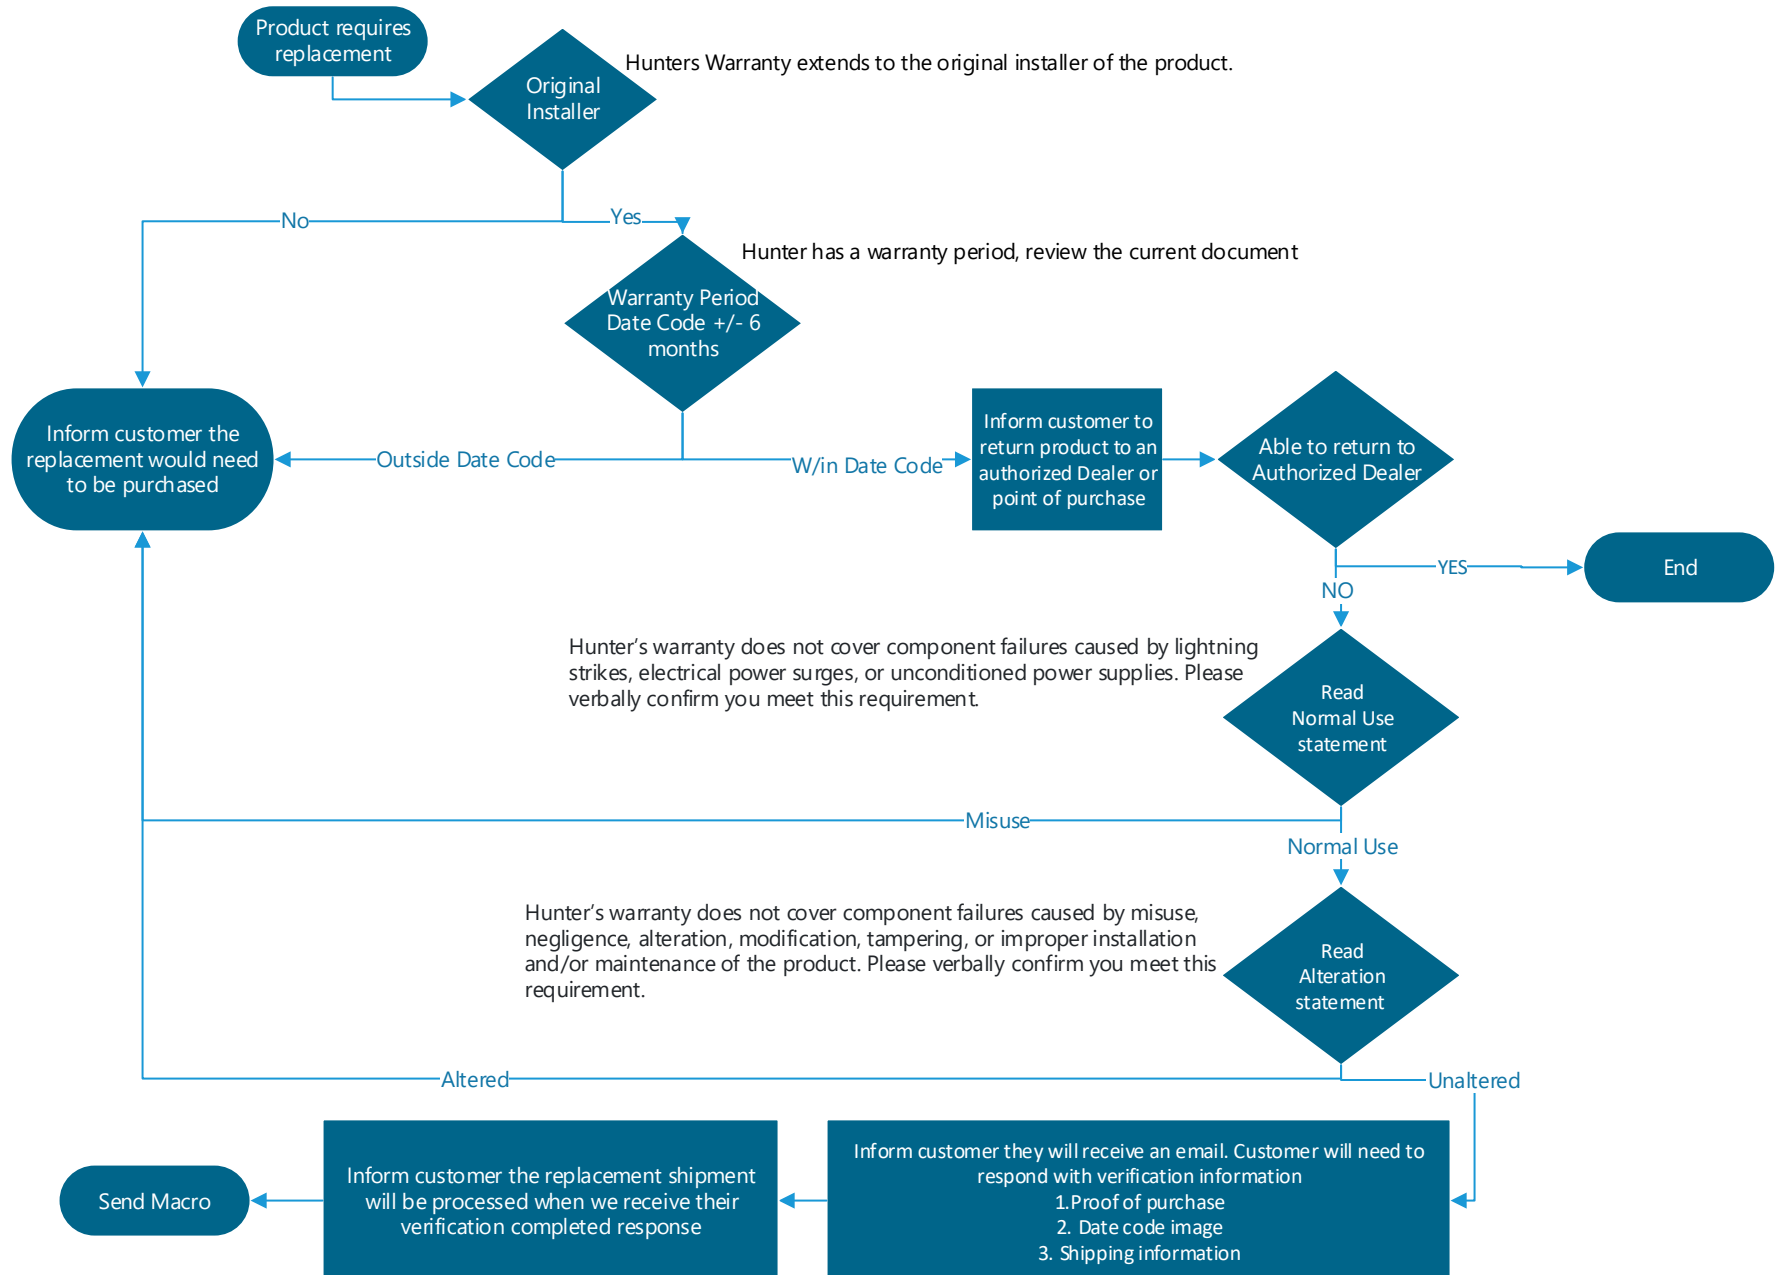 Product requires
replacement
Original
Installer
Hunters Warranty extends to the original installer of the product.
No
Yes
Hunter has a warranty period, review the current document
Warranty Period
Date Code +/- 6
months
Inform customer the
replacement would need
to be purchased
Outside Date Code
W/in Date Code
Inform customer to
return product to an
authorized Dealer or
point of purchase
Able to return to
Authorized Dealer
YES
End
NO
Hunter’s warranty does not cover component failures caused by lightning
strikes, electrical power surges, or unconditioned power supplies. Please
verbally confirm you meet this requirement.
Read
Normal Use
statement
Misuse
Normal Use
Hunter’s warranty does not cover component failures caused by misuse,
negligence, alteration, modification, tampering, or improper installation
and/or maintenance of the product. Please verbally confirm you meet this
requirement.
Read
Alteration
statement
Altered
Unaltered
Inform customer they will receive an email. Customer will need to
respond with verification information
1.Proof of purchase
2. Date code image
3. Shipping information
Inform customer the replacement shipment
will be processed when we receive their
verification completed response
Send Macro